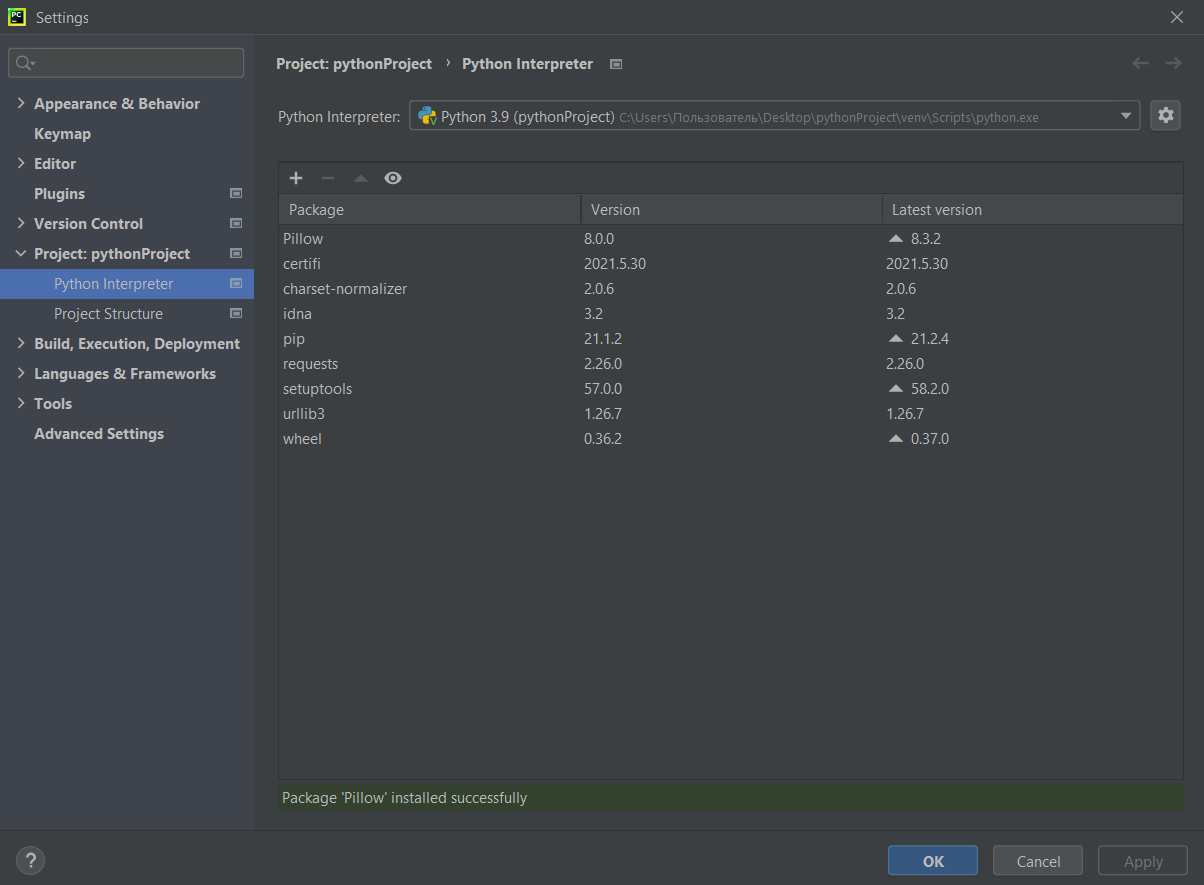 Settings
Project: pythonProject › Python Interpreter
Python Interpreter: Python 3.9 (pythonProject) C:\Users\Пользователь\Desktop\pythonProject\venv\Scripts\python.exe
Appearance & Behavior
Keymap
Editor
Plugins
Version Control
Project: pythonProject
Python Interpreter
Project Structure
Build, Execution, Deployment
Languages & Frameworks
Tools
Advanced Settings
Package Version Latest version
Pillow 8.0.0 8.3.2
certifi 2021.5.30 2021.5.30
charset-normalizer 2.0.6 2.0.6
idna 3.2 3.2
pip 21.1.2 21.2.4
requests 2.26.0 2.26.0
setuptools 57.0.0 58.2.0
urllib3 1.26.7 1.26.7
wheel 0.36.2 0.37.0
Package 'Pillow' installed successfully
? OK Cancel Apply